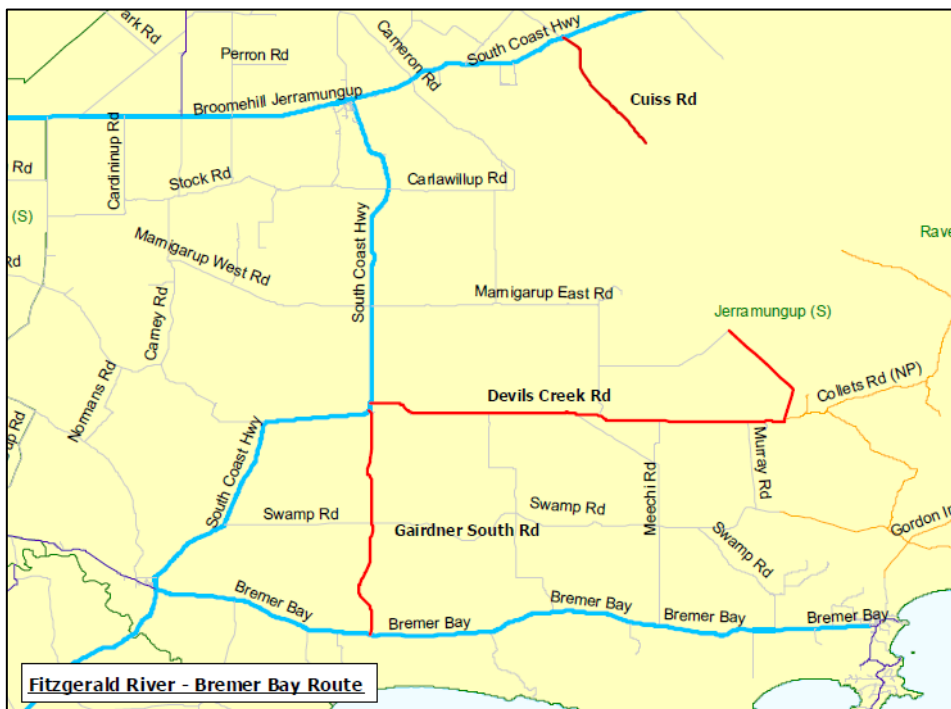 ark Rd
Perron Rd
Cameron Rd
South Coast Hwy
Cuiss Rd
Broomehill Jerramungup
Cardininup Rd
Rd
Stock Rd
Carlawillup Rd
(S)
Rave
Marnigarup West Rd
South Coast Hwy
Rd
Marnigarup East Rd
Carney Rd
Jerramungup (S)
Normans Rd
Devils Creek Rd
Collets Rd (NP)
up Rd
South Coast Hwy
Meechi Rd
Murray Rd
Swamp Rd
Gairdner South Rd
Swamp Rd
Swamp Rd
Gordon In
Bremer Bay
Bremer Bay
Bremer Bay
Bremer Bay
Bremer Bay
Fitzgerald River - Bremer Bay Route